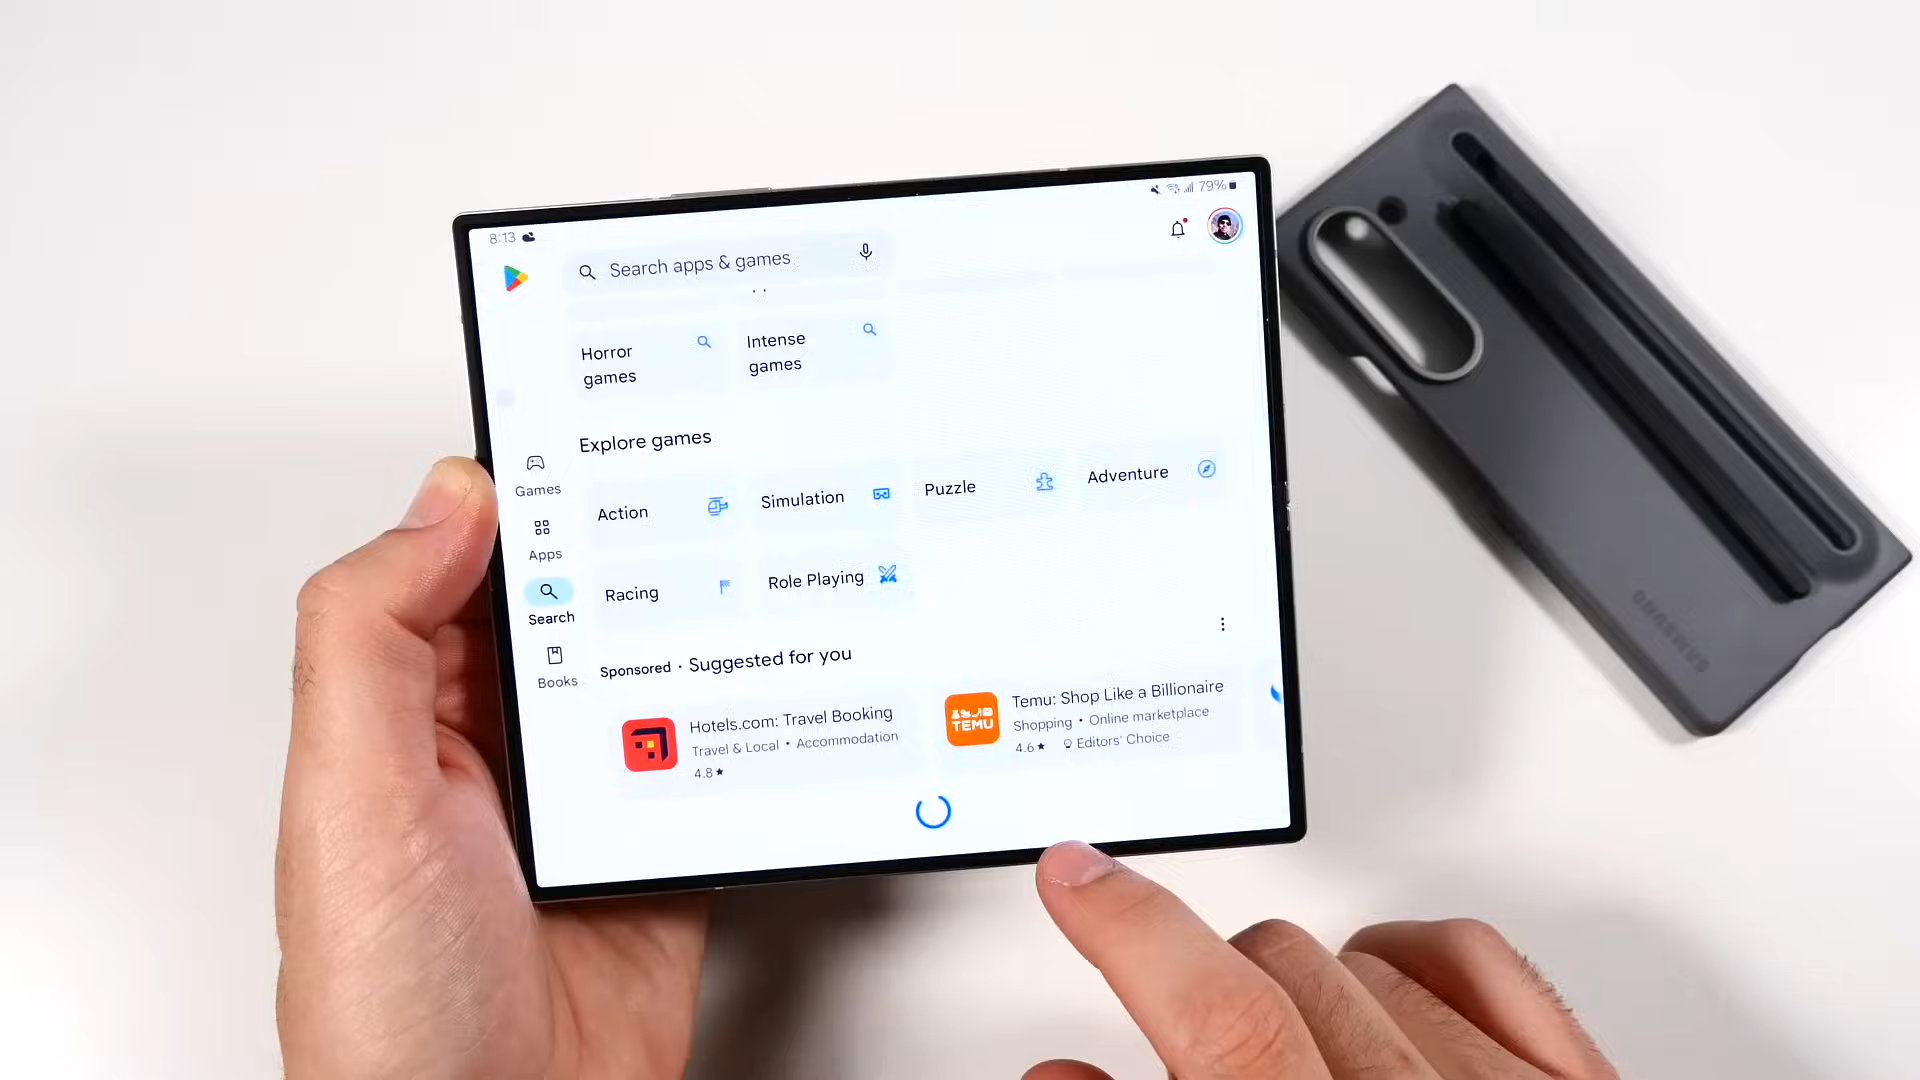 8:13
79%
Search apps & games
Horror
games
Intense
games
Explore games
Games
Action
Simulation
Puzzle
Adventure
Apps
Racing
Role Playing
Search
Sponsored · Suggested for you
Books
Hotels.com: Travel Booking
Travel & Local • Accommodation
4.8★
TEMU
Temu: Shop Like a Billionaire
Shopping • Online marketplace
4.6★ Editors' Choice
SAMSUNG